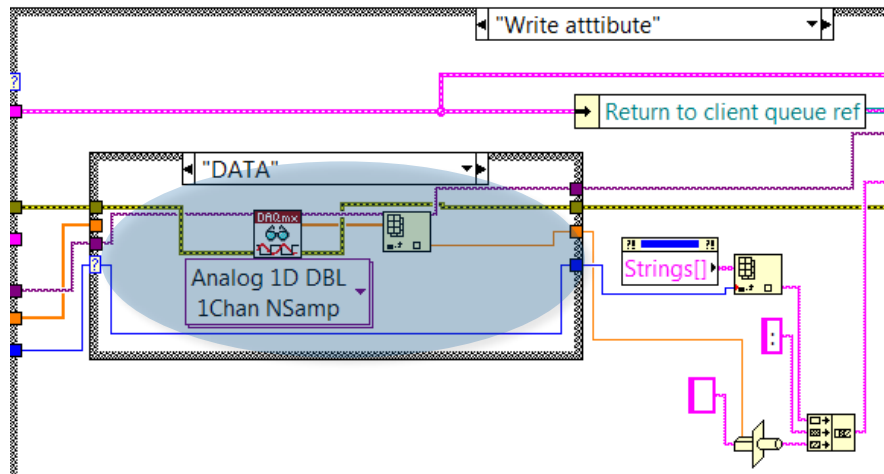 "Write atttibute"
Return to client queue ref
"DATA"
DAQmx
Analog 1D DBL
1Chan NSamp
Strings[]
: